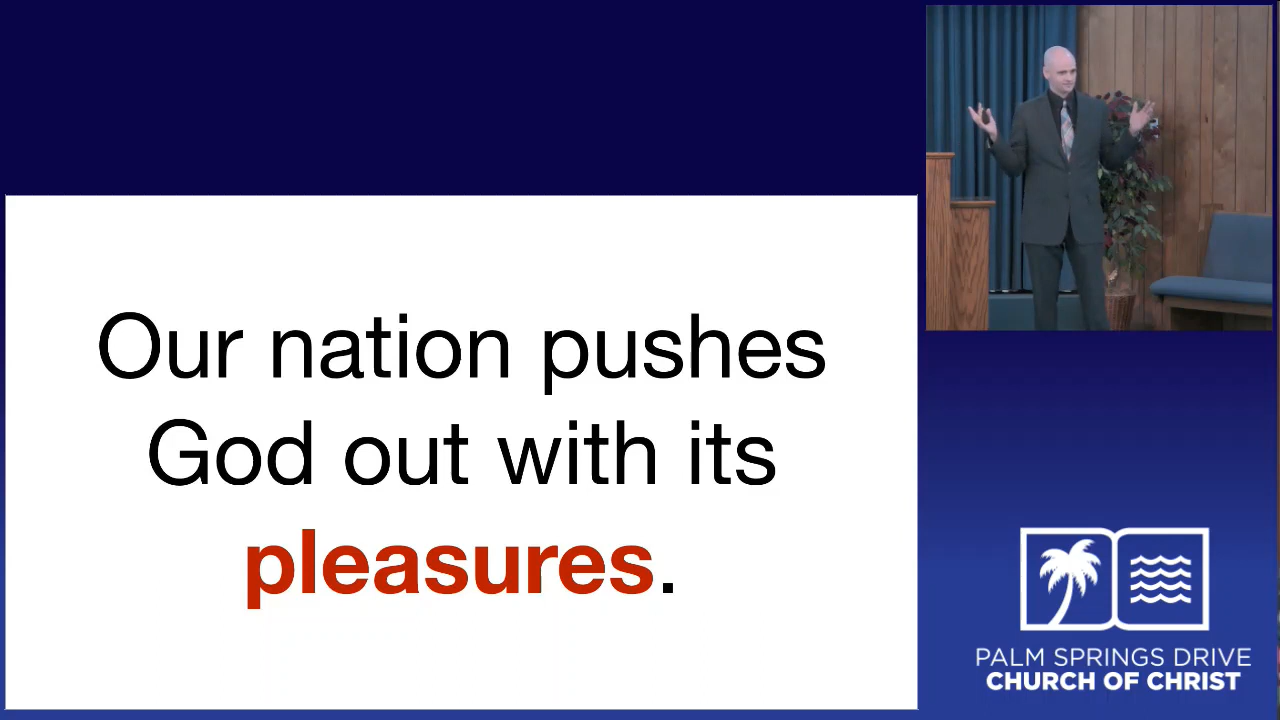 Our nation pushes
God out with its
pleasures.
PALM SPRINGS DRIVE
CHURCH OF CHRIST